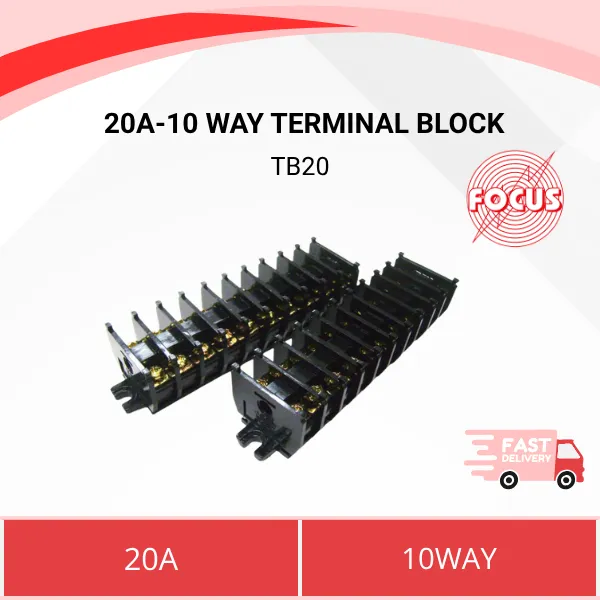 20A-10 WAY TERMINAL BLOCK
TB20
FOCUS
FAST
DELIVERY
20A
10WAY